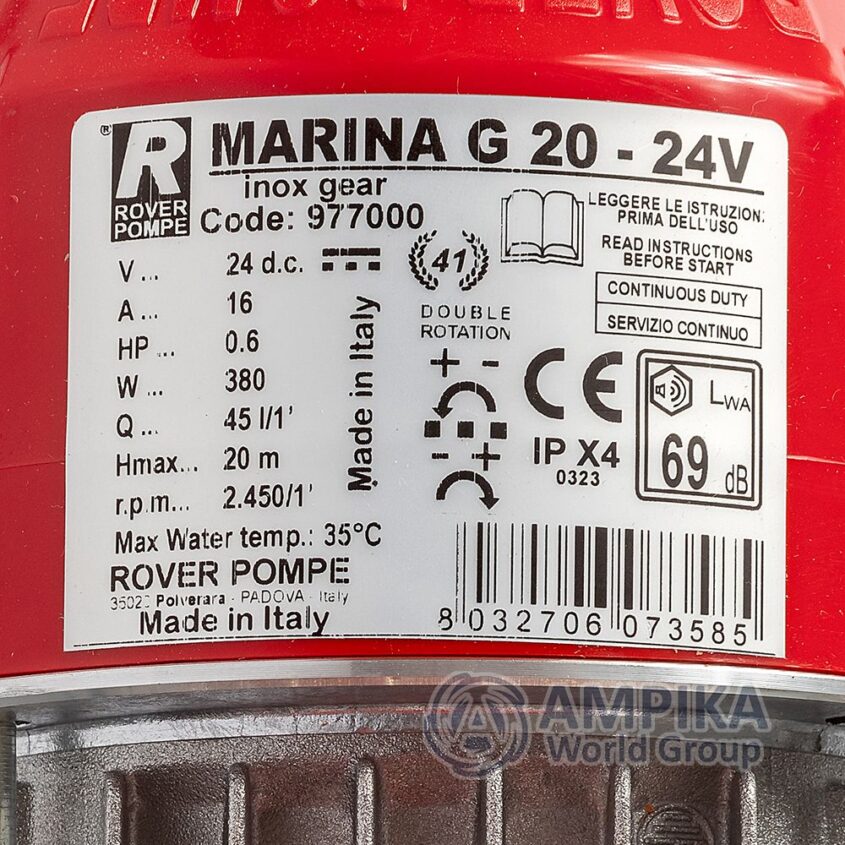 R®
ROVER
POMPE
MARINA G 20 - 24V
inox gear
Code: 977000
LEGGERE LE ISTRUZIONI
PRIMA DELL'USO
READ INSTRUCTIONS
BEFORE START
CONTINUOUS DUTY
SERVIZIO CONTINUO
V ... 24 d.c.
A ... 16
HP ... 0.6
W ... 380
Q ... 45 l/1'
Hmax... 20 m
r.p.m... 2.450/1'
Max Water temp.: 35°C
Made in Italy
41
DOUBLE
ROTATION
+ -
- +
CE
IP X4
0323
LWA
69 dB
ROVER POMPE
Polverara - PADOVA - Italy
Made in Italy
8 032706 073585
AMPIKA
World Group